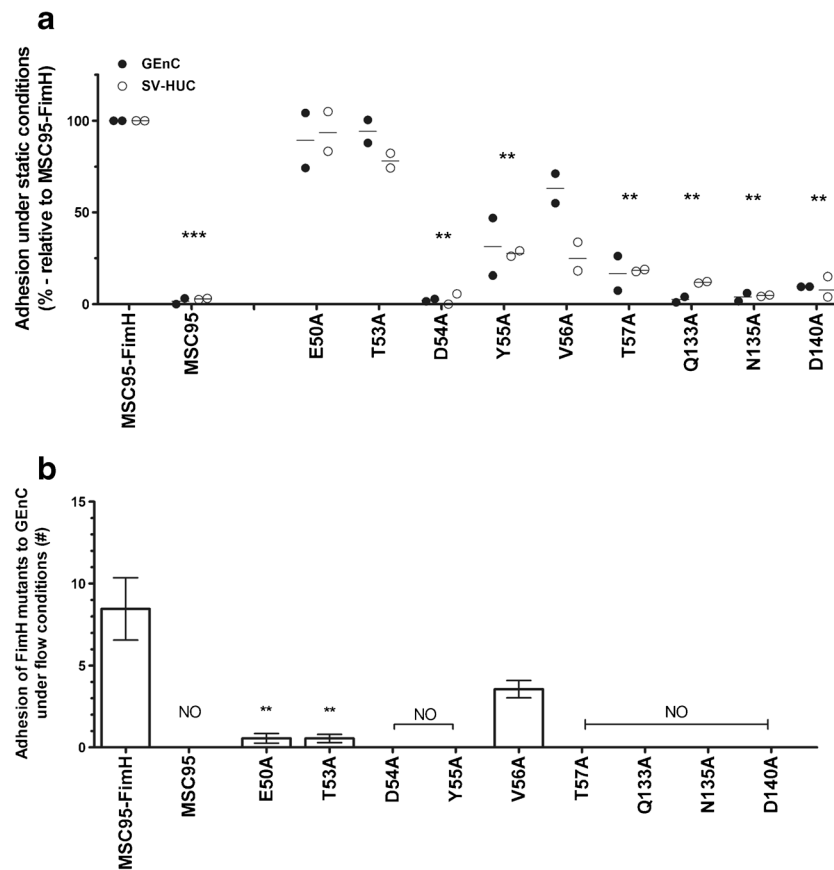 a
GEnC
SV-HUC
Adhesion under static conditions
(% - relative to MSC95-FimH)
100
50
0
***
**
**
**
**
**
**
MSC95-FimH
MSC95
E50A
T53A
D54A
Y55A
V56A
T57A
Q133A
N135A
D140A
b
Adhesion of FimH mutants to GEnC
under flow conditions (#)
15
10
5
0
NO
**
**
NO
NO
MSC95-FimH
MSC95
E50A
T53A
D54A
Y55A
V56A
T57A
Q133A
N135A
D140A